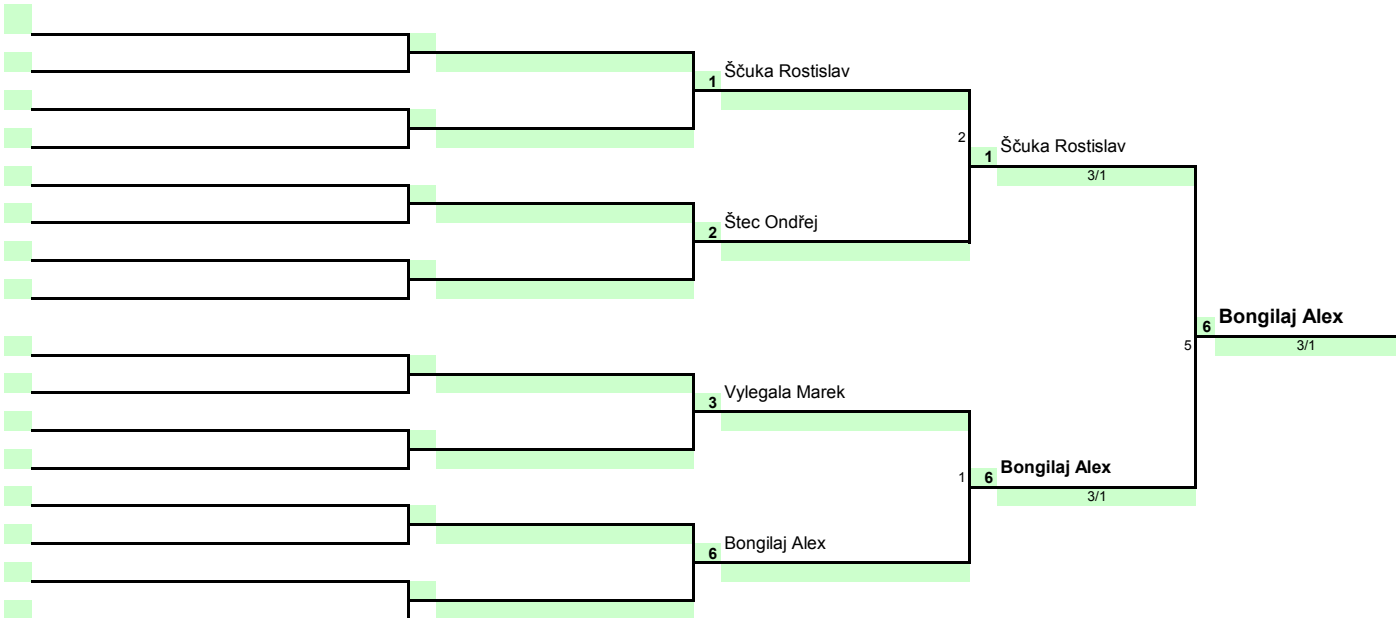 1 Ščuka Rostislav
2
1 Ščuka Rostislav
3/1
2 Štec Ondřej
6 Bongilaj Alex
5
3/1
3 Vylegala Marek
1
6 Bongilaj Alex
3/1
6 Bongilaj Alex